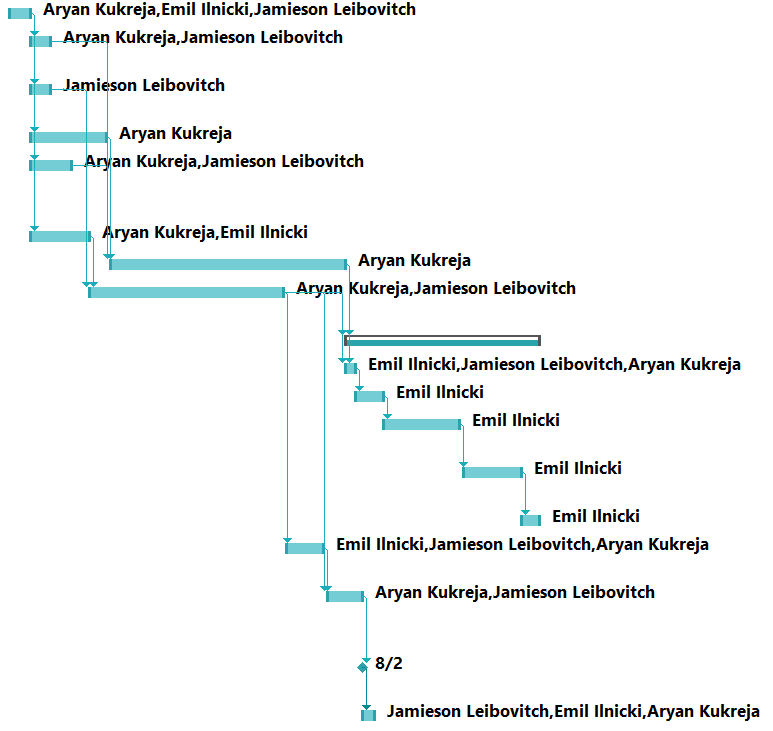 Aryan Kukreja,Emil Ilnicki,Jamieson Leibovitch
Aryan Kukreja,Jamieson Leibovitch
Jamieson Leibovitch
Aryan Kukreja
Aryan Kukreja,Jamieson Leibovitch
Aryan Kukreja,Emil Ilnicki
Aryan Kukreja
Aryan Kukreja,Jamieson Leibovitch
Emil Ilnicki,Jamieson Leibovitch,Aryan Kukreja
Emil Ilnicki
Emil Ilnicki
Emil Ilnicki
Emil Ilnicki
Emil Ilnicki,Jamieson Leibovitch,Aryan Kukreja
Aryan Kukreja,Jamieson Leibovitch
8/2
Jamieson Leibovitch,Emil Ilnicki,Aryan Kukreja